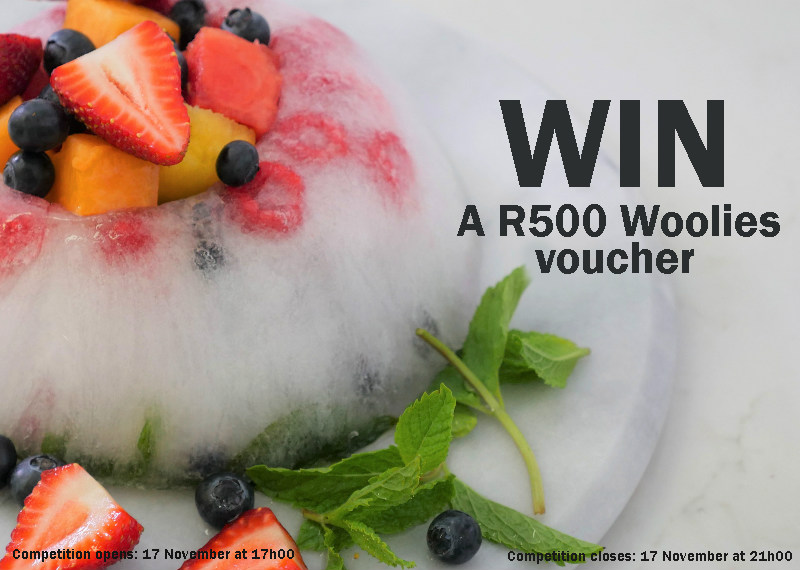 WIN
A R500 Woolies
voucher
Competition opens: 17 November at 17h00
Competition closes: 17 November at 21h00